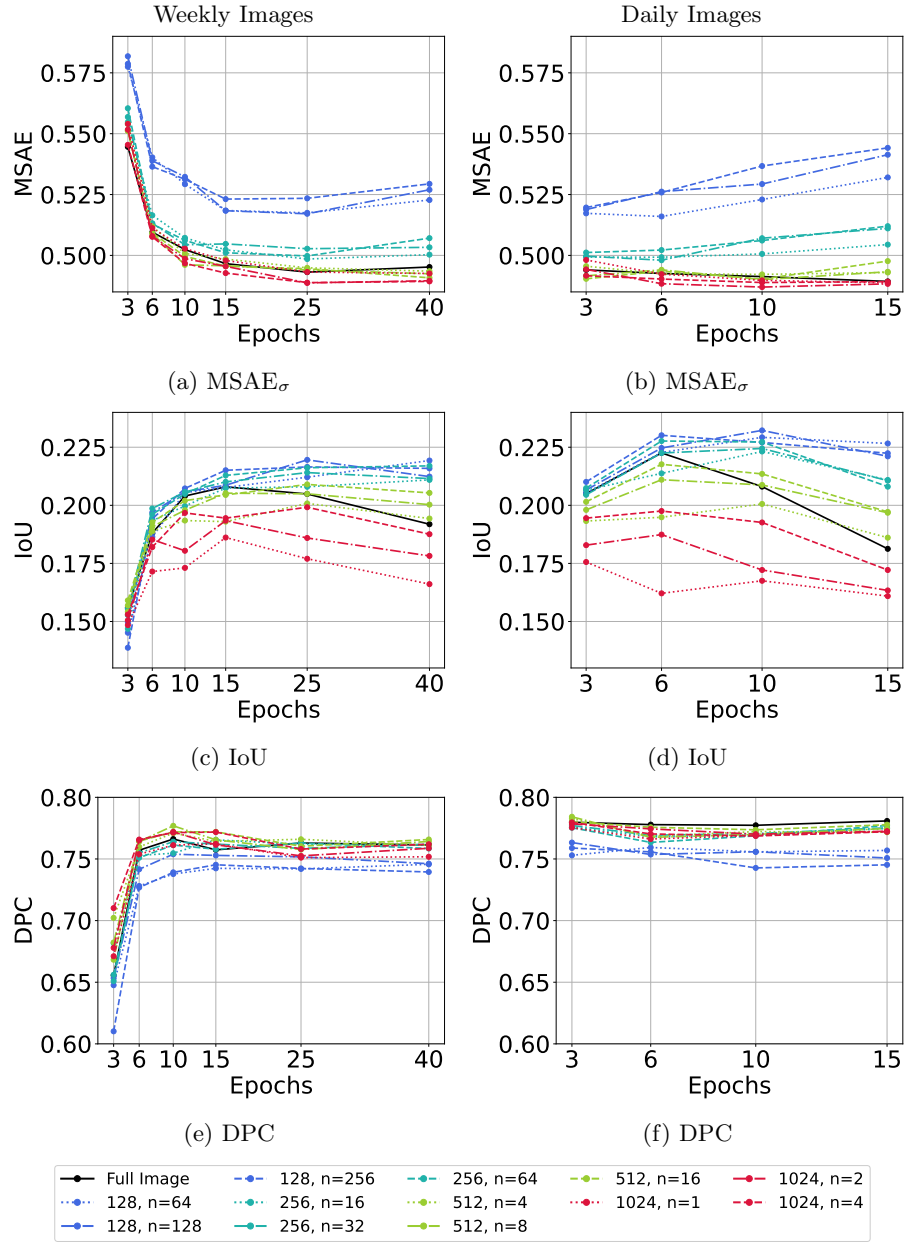 Weekly Images
Daily Images
MSAE
0.575
0.550
0.525
0.500
3 6 10 15 25 40
Epochs
(a) MSAEσ
MSAE
0.575
0.550
0.525
0.500
3 6 10 15
Epochs
(b) MSAEσ
IoU
0.225
0.200
0.175
0.150
3 6 10 15 25 40
Epochs
(c) IoU
IoU
0.225
0.200
0.175
0.150
3 6 10 15
Epochs
(d) IoU
DPC
0.80
0.75
0.70
0.65
0.60
3 6 10 15 25 40
Epochs
(e) DPC
DPC
0.80
0.75
0.70
0.65
0.60
3 6 10 15
Epochs
(f) DPC
Full Image
128, n=64
128, n=128
128, n=256
256, n=16
256, n=32
256, n=64
512, n=4
512, n=8
512, n=16
1024, n=1
1024, n=2
1024, n=4